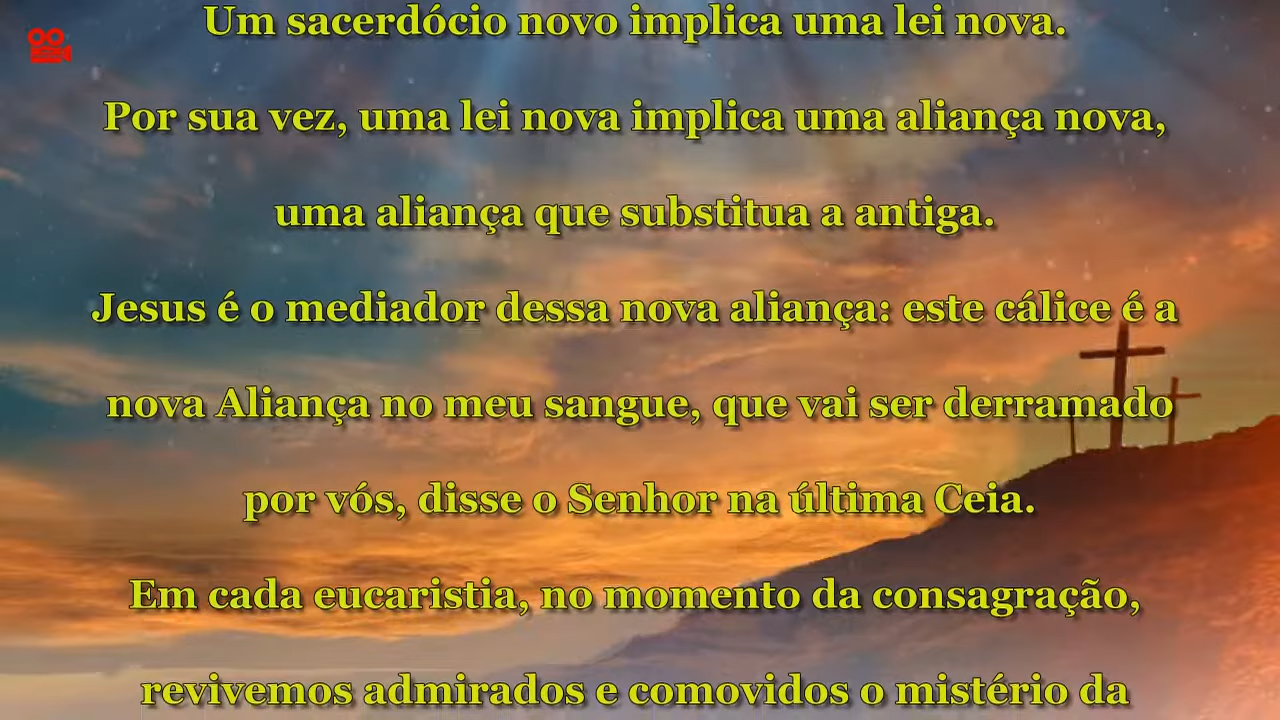 Um sacerdócio novo implica uma lei nova.
Por sua vez, uma lei nova implica uma aliança nova,
uma aliança que substitua a antiga.
Jesus é o mediador dessa nova aliança: este cálice é a
nova Aliança no meu sangue, que vai ser derramado
por vós, disse o Senhor na última Ceia.
Em cada eucaristia, no momento da consagração,
revivemos admirados e comovidos o mistério da